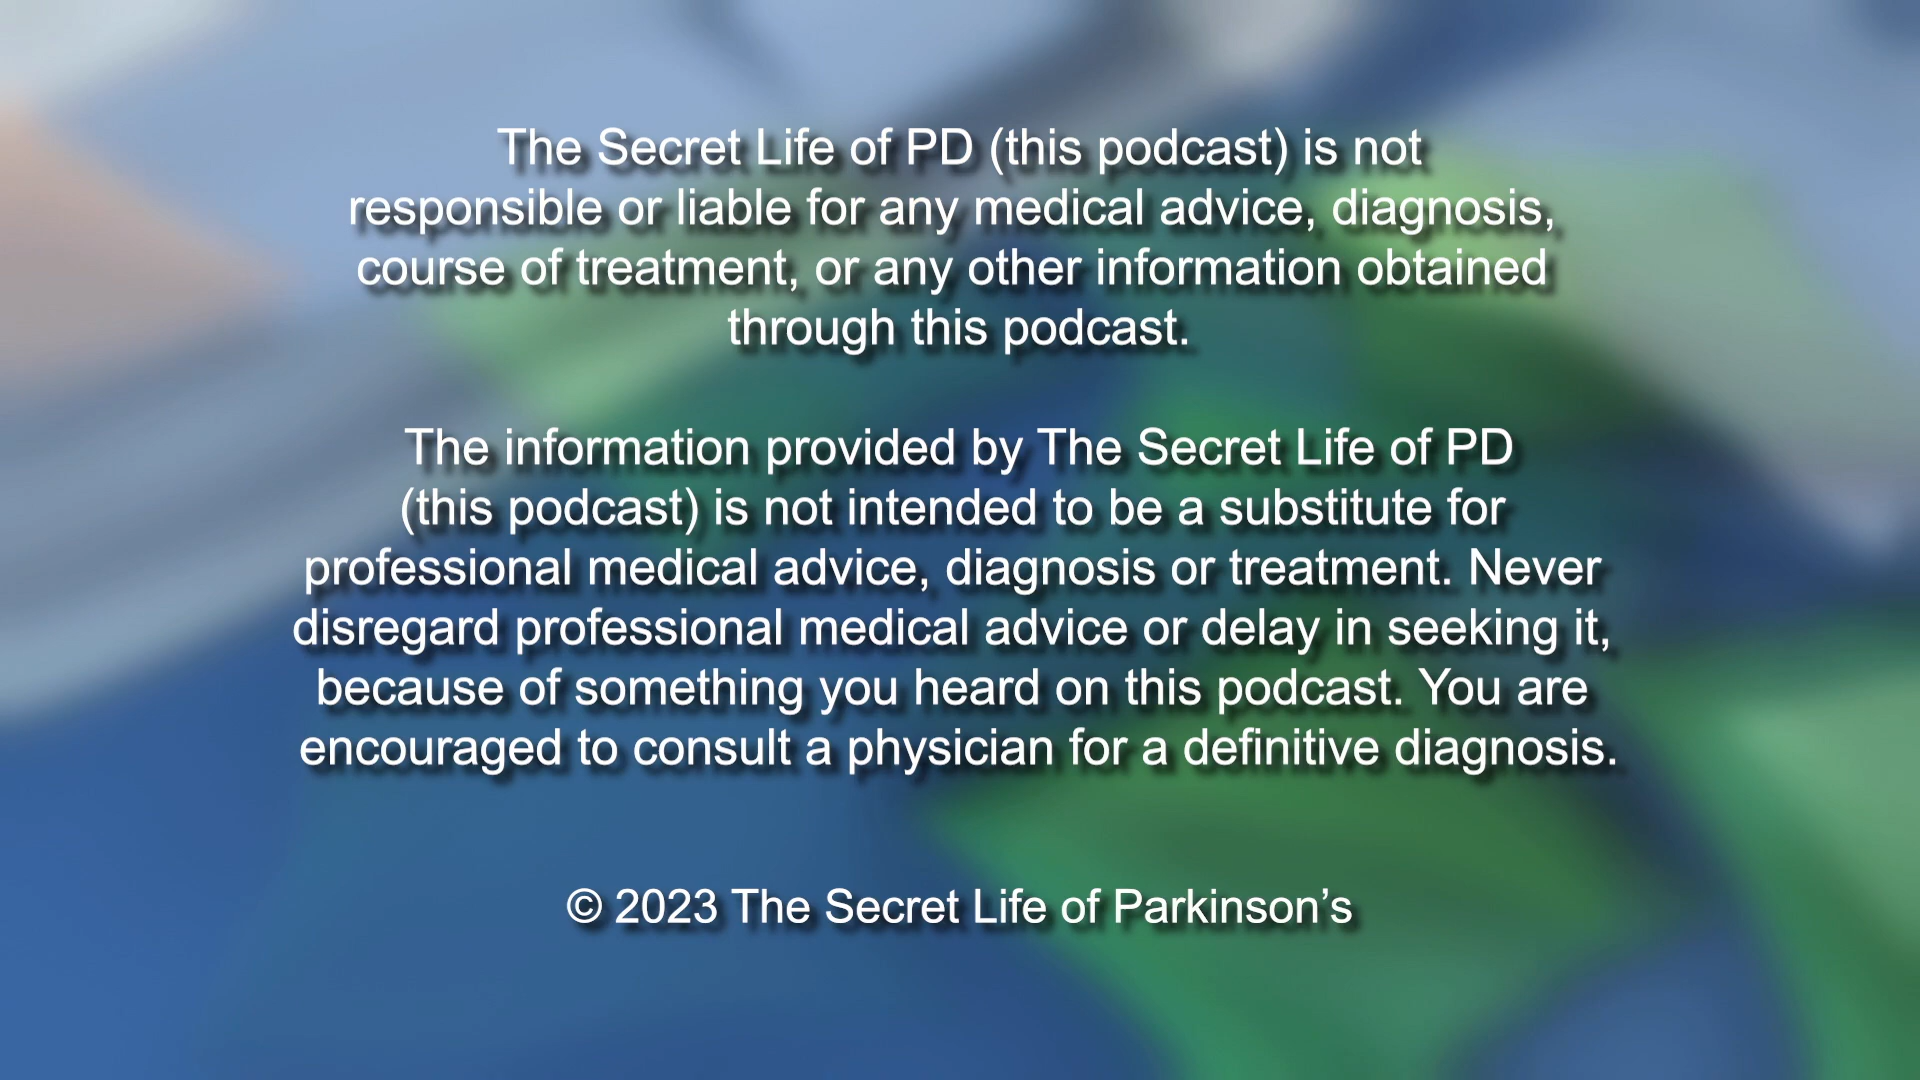 The Secret Life of PD (this podcast) is not
responsible or liable for any medical advice, diagnosis,
course of treatment, or any other information obtained
through this podcast.
The information provided by The Secret Life of PD
(this podcast) is not intended to be a substitute for
professional medical advice, diagnosis or treatment. Never
disregard professional medical advice or delay in seeking it,
because of something you heard on this podcast. You are
encouraged to consult a physician for a definitive diagnosis.
© 2023 The Secret Life of Parkinson’s